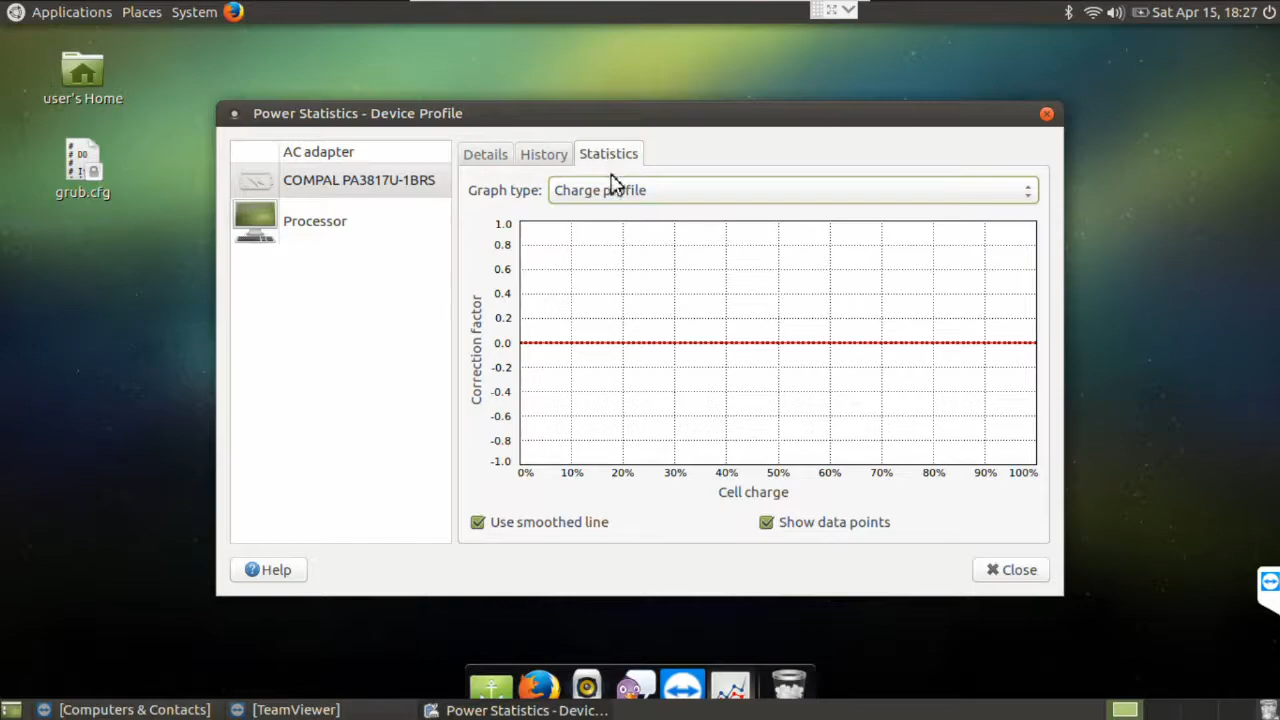 Applications Places System Sat Apr 15, 18:27
user's Home
grub.cfg
Power Statistics - Device Profile
AC adapter
COMPAL PA3817U-1BRS
Processor
Details History Statistics
Graph type: Charge profile
1.0
0.8
0.6
0.4
0.2
0.0
-0.2
-0.4
-0.6
-0.8
-1.0
Correction factor
0% 10% 20% 30% 40% 50% 60% 70% 80% 90% 100%
Cell charge
Use smoothed line Show data points
Help Close
[Computers & Contacts] [TeamViewer] Power Statistics - Devic...